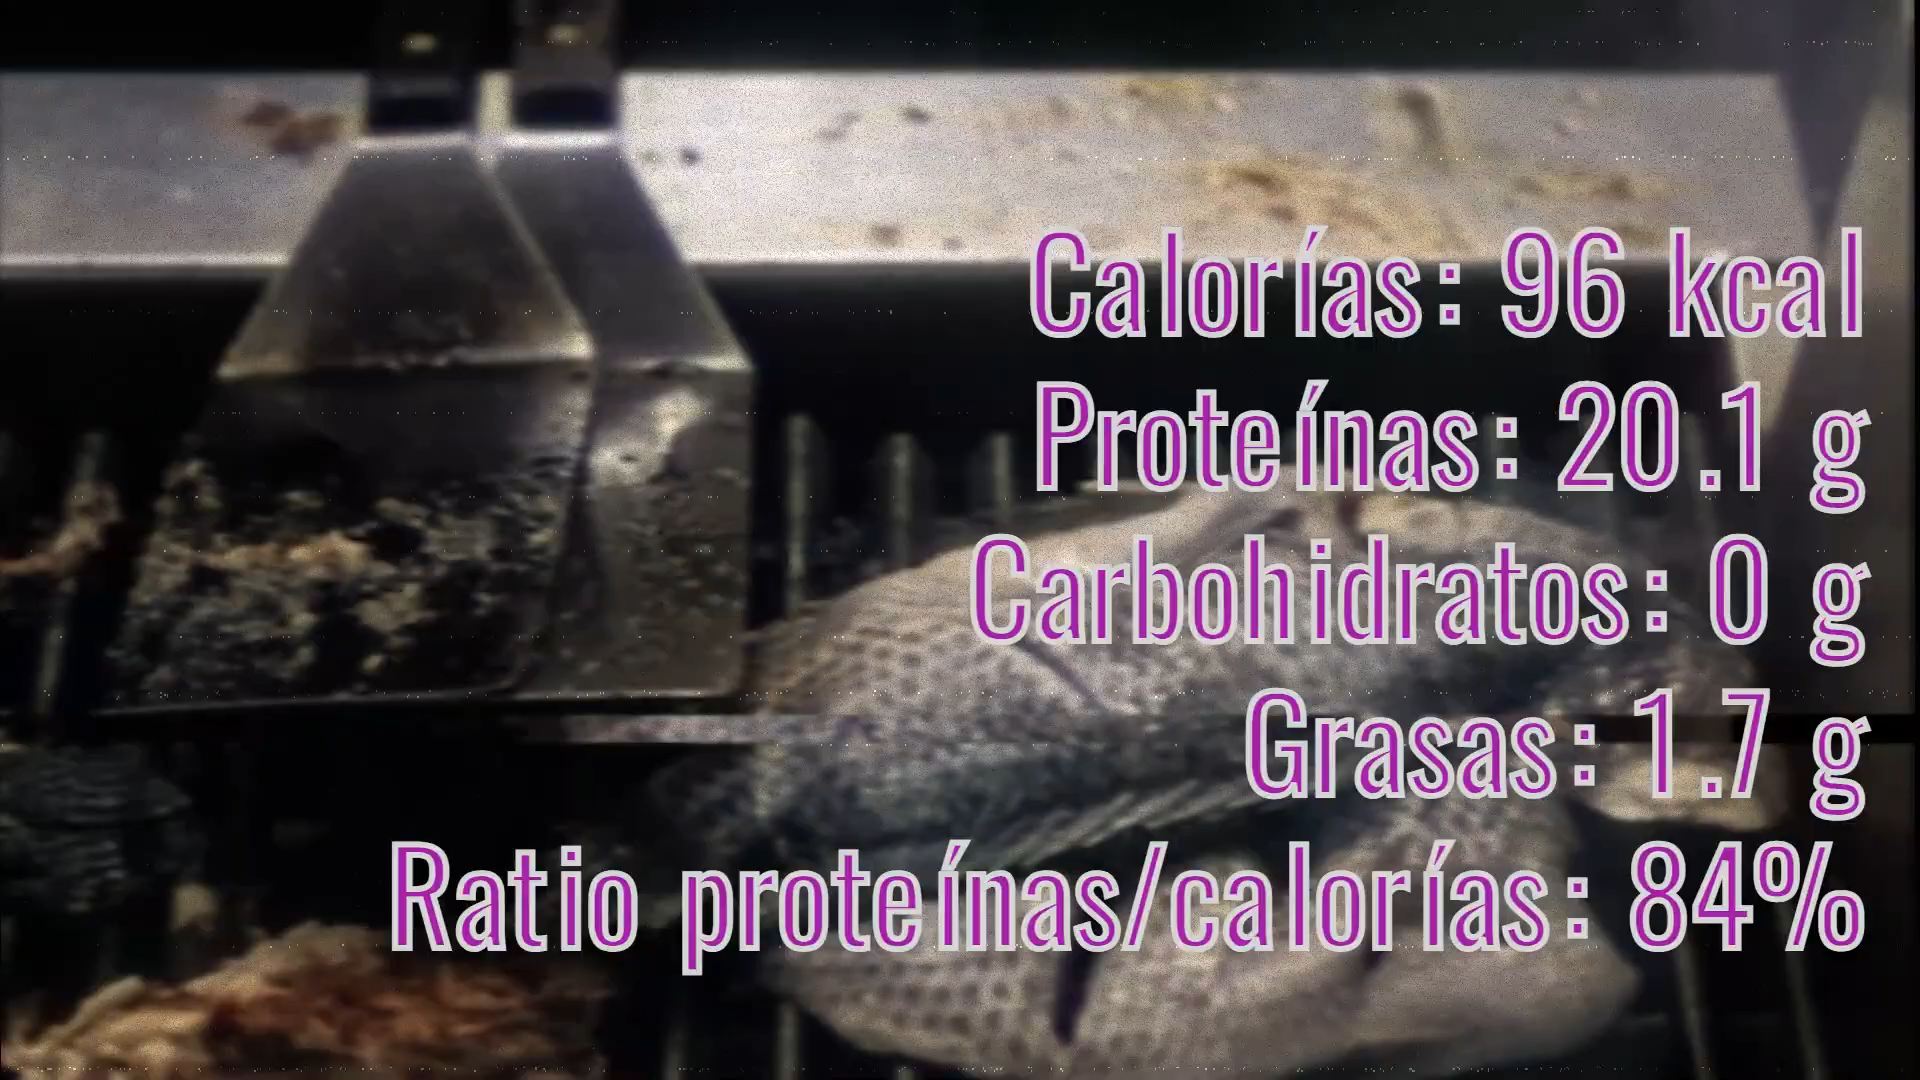 Calorías: 96 kcal
Proteínas: 20.1 g
Carbohidratos: 0 g
Grasas: 1.7 g
Ratio proteínas/calorías: 84%